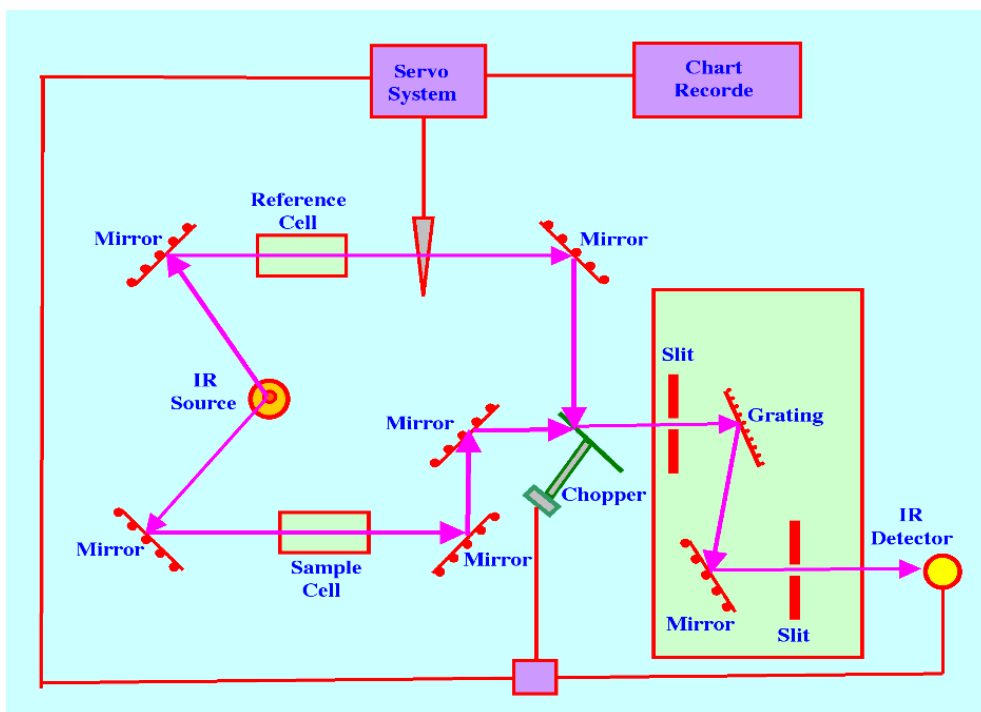 Servo
System
Chart
Recorde
Reference
Cell
Mirror
Mirror
IR
Source
Slit
Mirror
Grating
Chopper
IR
Detector
Mirror
Sample
Cell
Mirror
Mirror
Slit